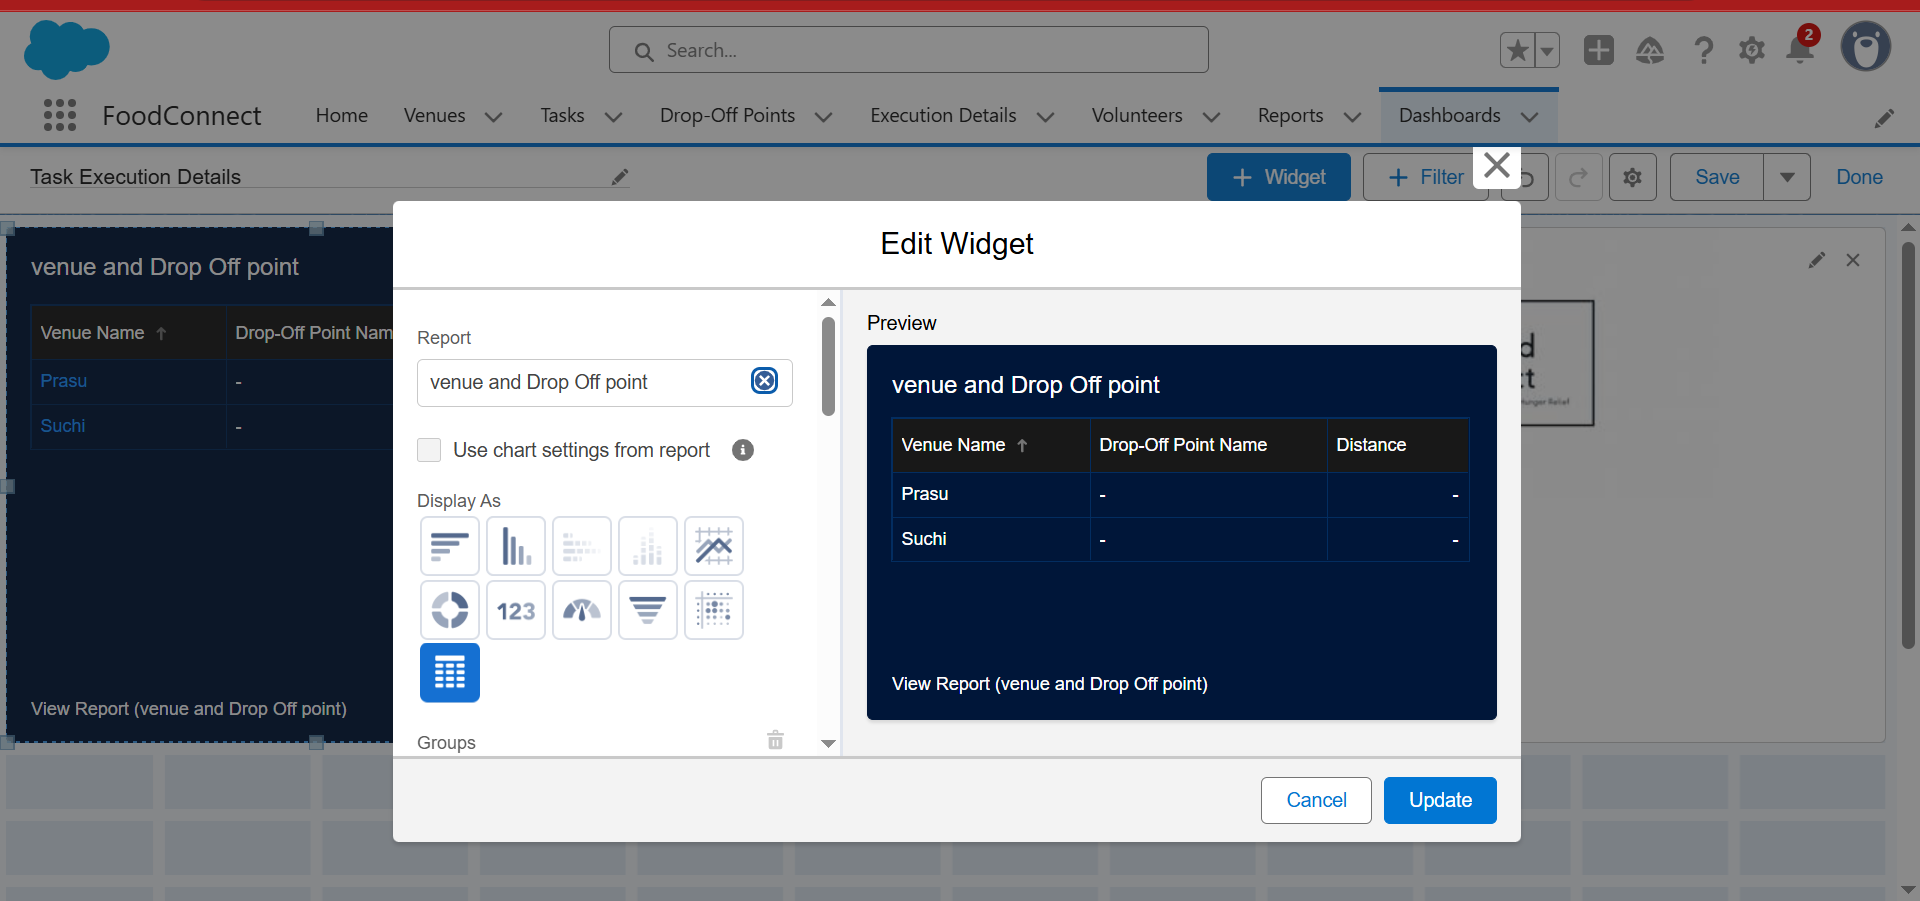 Search...
2
FoodConnect
Home
Venues
Tasks
Drop-Off Points
Execution Details
Volunteers
Reports
Dashboards
Task Execution Details
+ Widget
+ Filter
Save
Done
venue and Drop Off point
Venue Name
Drop-Off Point Nam
Prasu
-
Suchi
-
View Report (venue and Drop Off point)
d
ct
Hunger Relief
Edit Widget
Report
venue and Drop Off point
Use chart settings from report
Display As
123
Groups
Preview
venue and Drop Off point
Venue Name
Drop-Off Point Name
Distance
Prasu
-
-
Suchi
-
-
View Report (venue and Drop Off point)
Cancel
Update